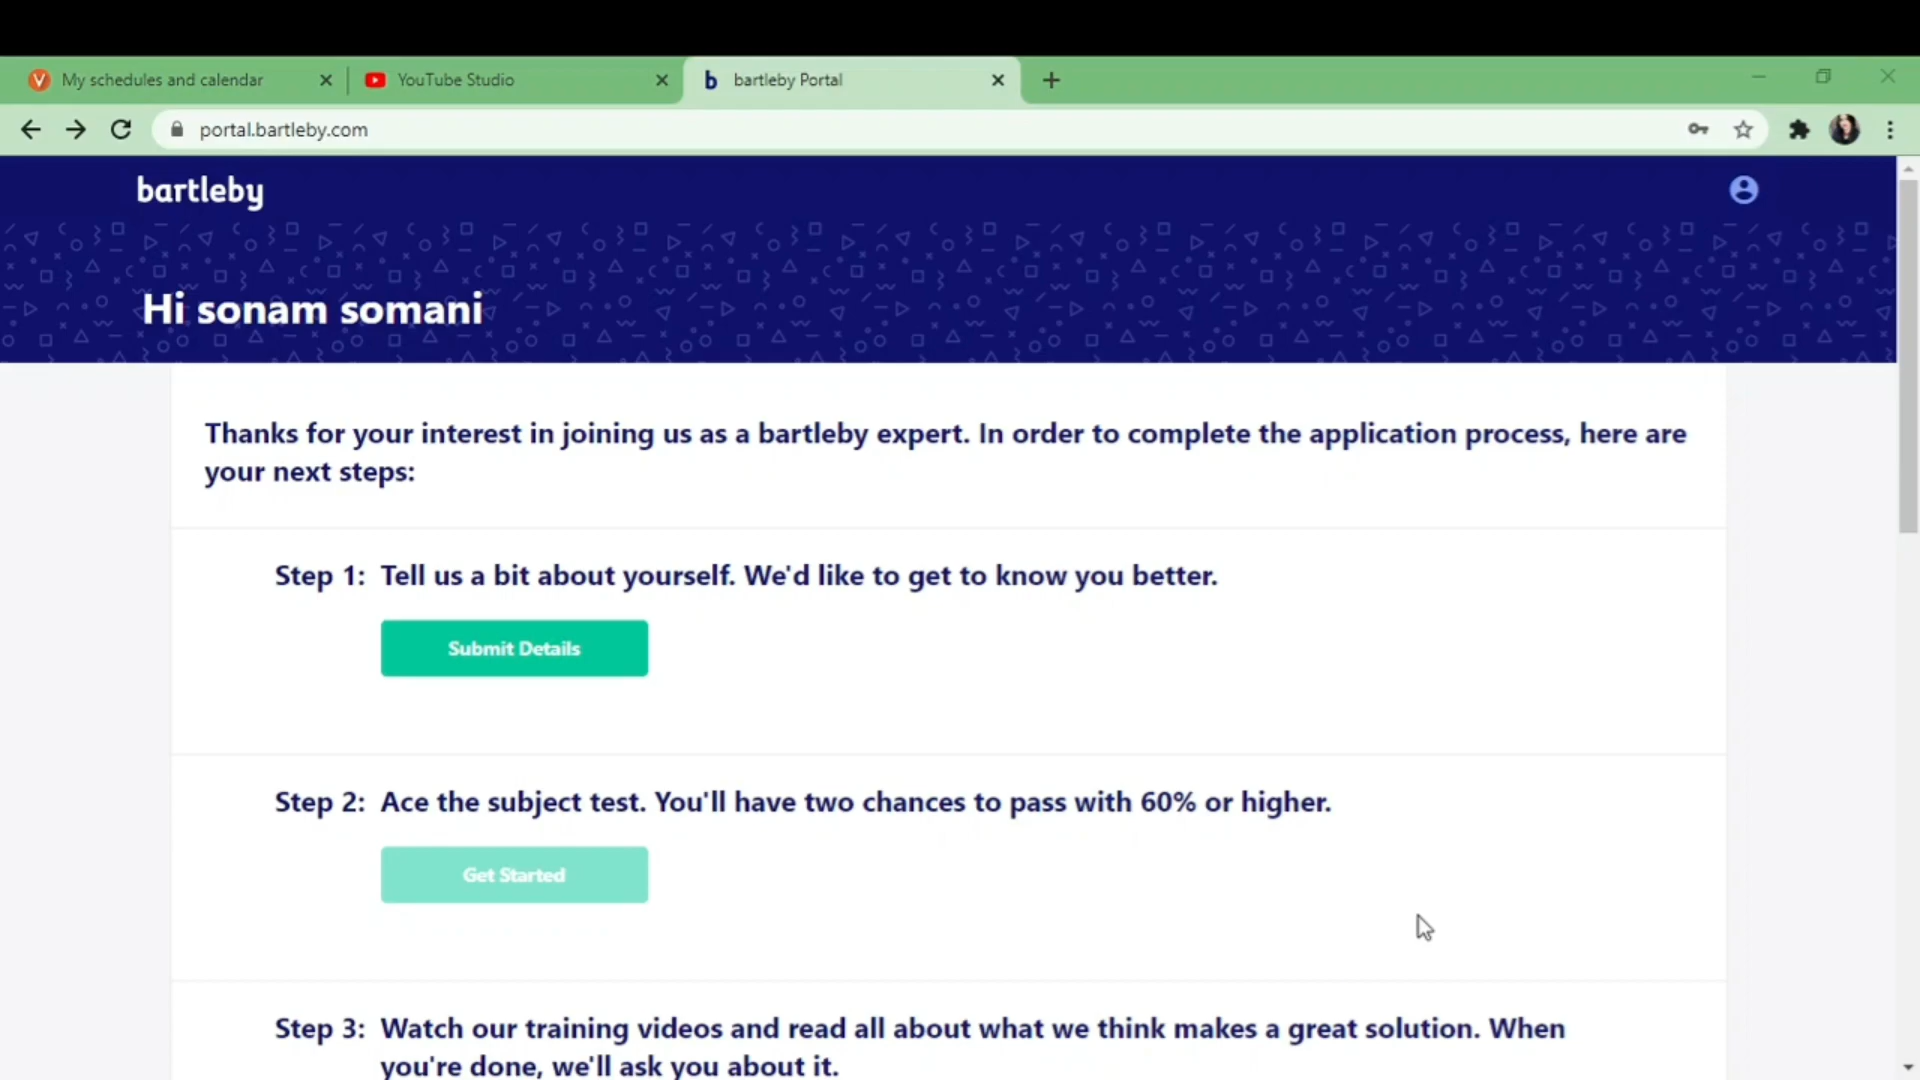 My schedules and calendar
YouTube Studio
bartleby Portal
portal.bartleby.com
bartleby
Hi sonam somani
Thanks for your interest in joining us as a bartleby expert. In order to complete the application process, here are
your next steps:
Step 1: Tell us a bit about yourself. We'd like to get to know you better.
Submit Details
Step 2: Ace the subject test. You'll have two chances to pass with 60% or higher.
Get Started
Step 3: Watch our training videos and read all about what we think makes a great solution. When
you're done, we'll ask you about it.